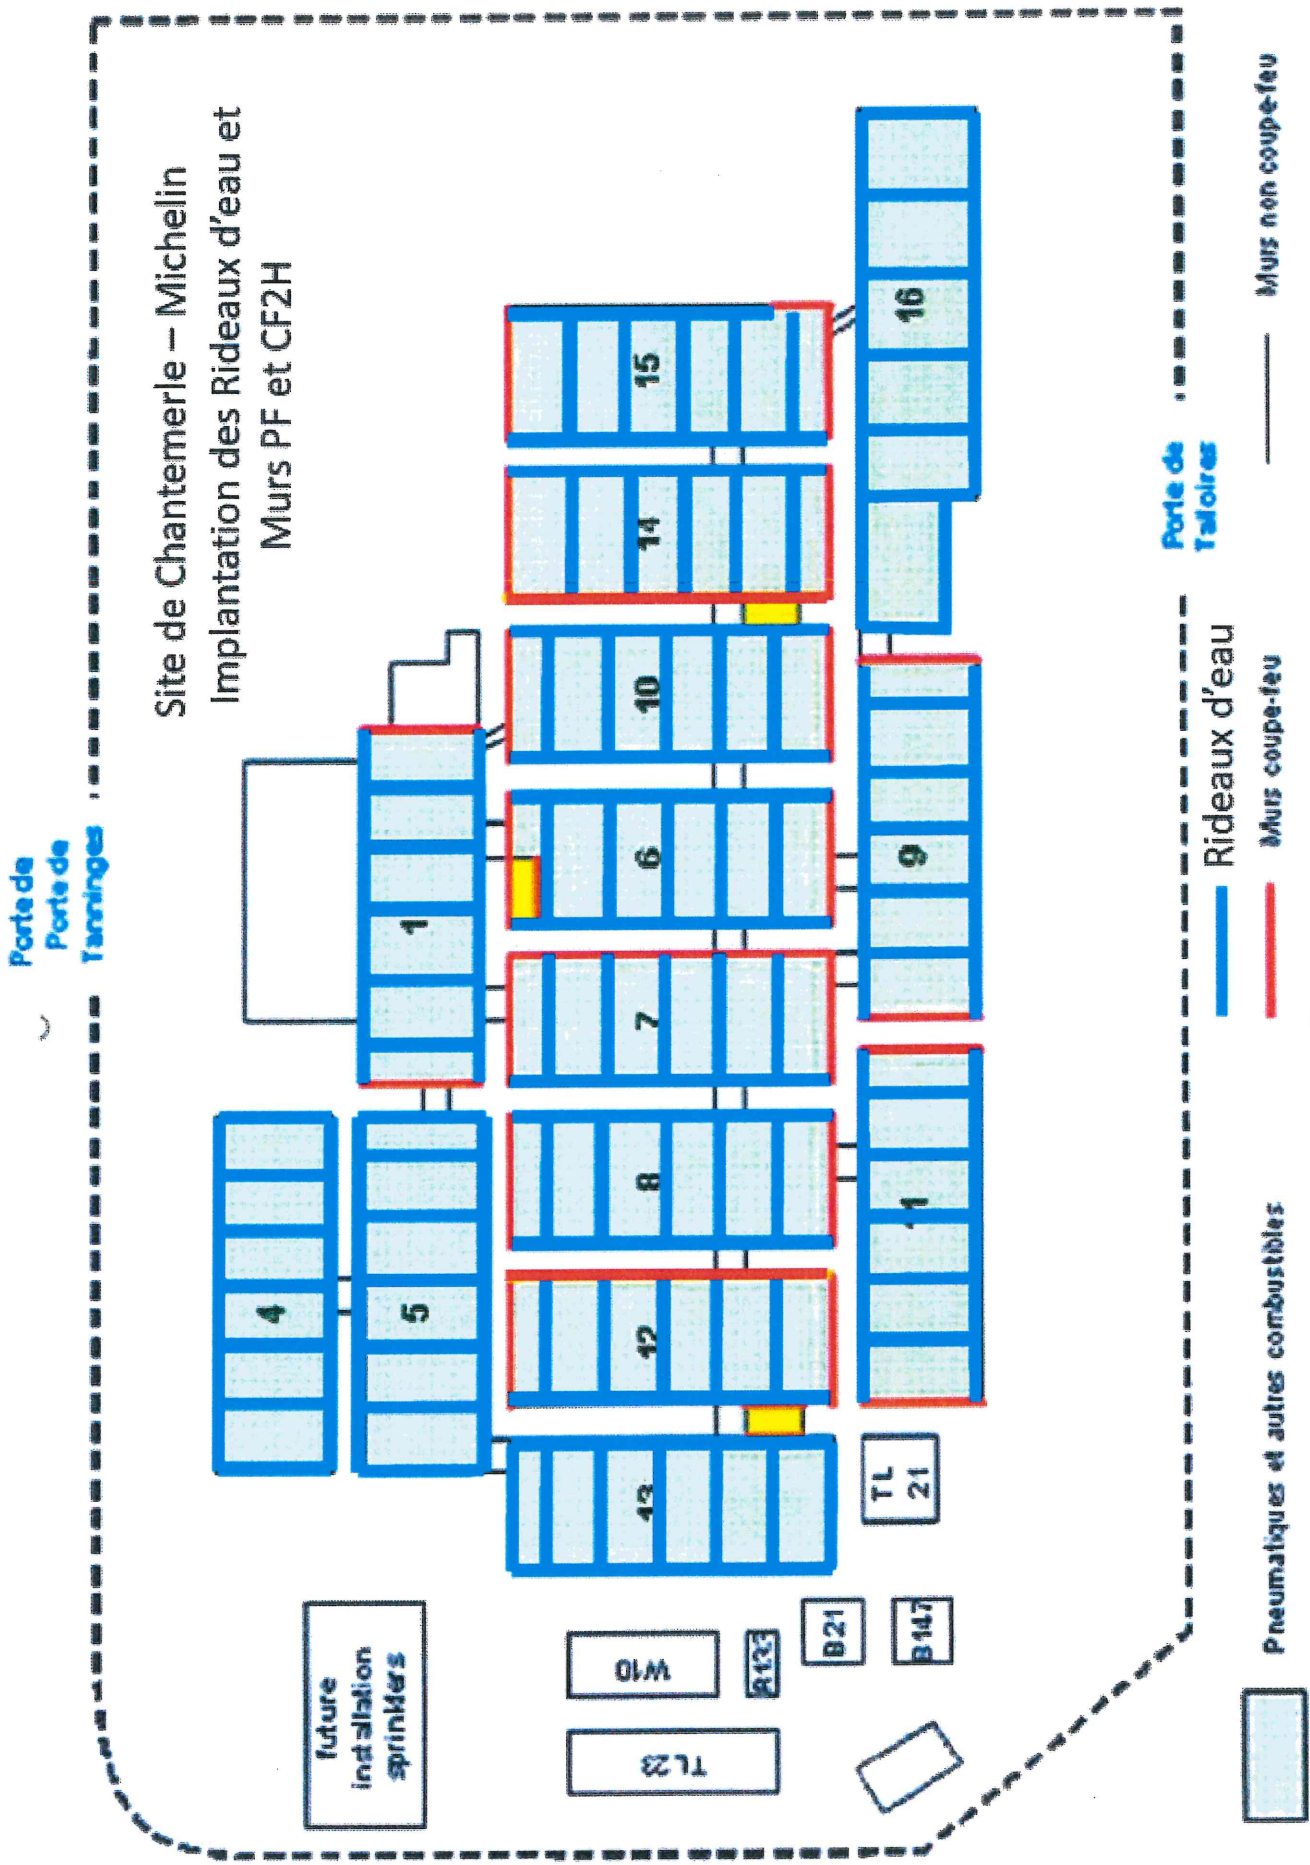 Site de Chantemerle – Michelin
Implantation des Rideaux d'eau et
Murs PF et CF2H
Porte de
Porte de
Tanninges
4
5
1
13
12
8
7
6
10
14
15
11
9
16
future
installation
sprinklers
TL23
W10
B21
B147
TL
21
Porte de
Talloires
Rideaux d'eau
Pneumatiques et autres combustibles
Murs coupe-feu
Murs non coupe-feu